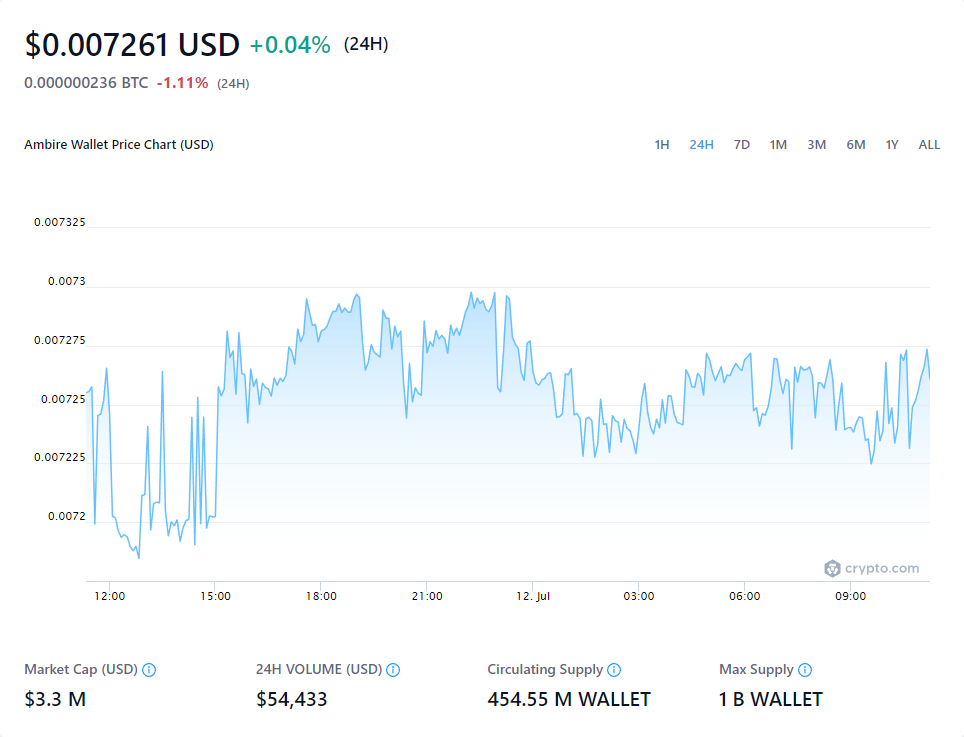 $0.007261 USD +0.04% (24H)
0.000000236 BTC -1.11% (24H)
Ambire Wallet Price Chart (USD) 1H 24H 7D 1M 3M 6M 1Y ALL
0.007325
0.0073
0.007275
0.00725
0.007225
0.0072
crypto.com
12:00 15:00 18:00 21:00 12. Jul 03:00 06:00 09:00
Market Cap (USD) 24H VOLUME (USD) Circulating Supply Max Supply
$3.3 M $54,433 454.55 M WALLET 1 B WALLET